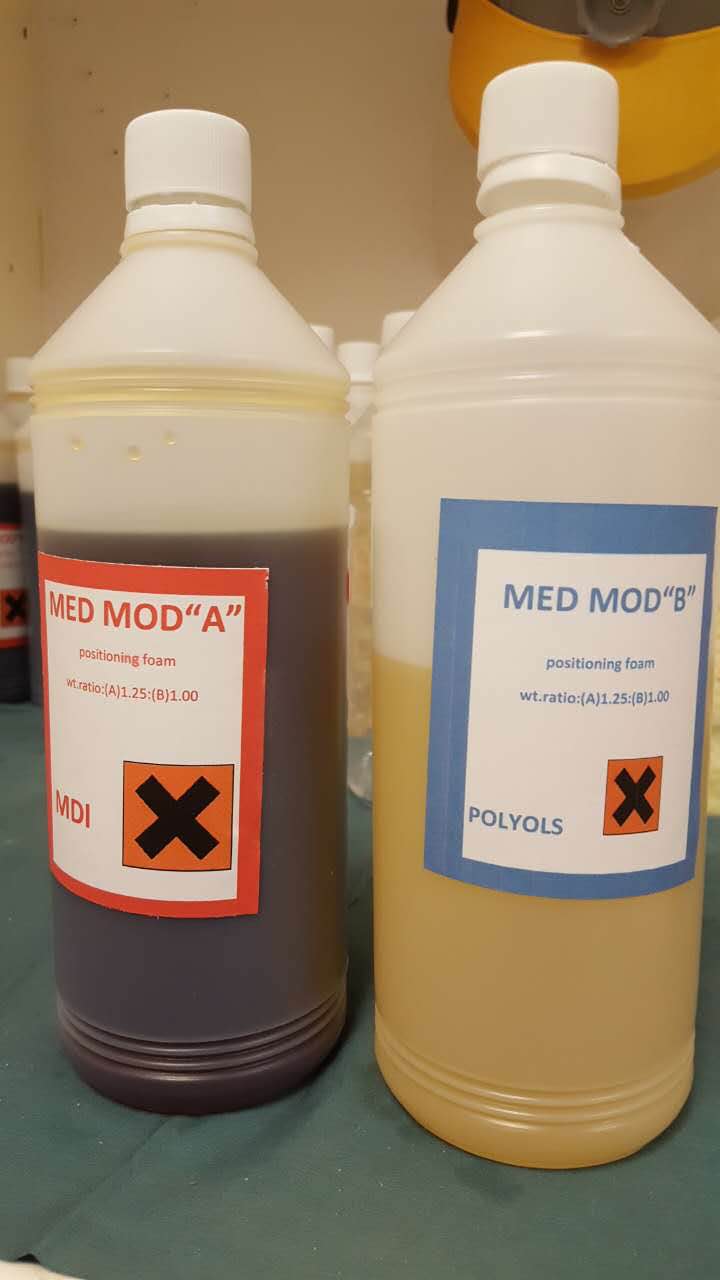 MED MOD“A”
positioning foam
wt.ratio:(A)1.25:(B)1.00
MDI
MED MOD“B”
positioning foam
wt.ratio:(A)1.25:(B)1.00
POLYOLS